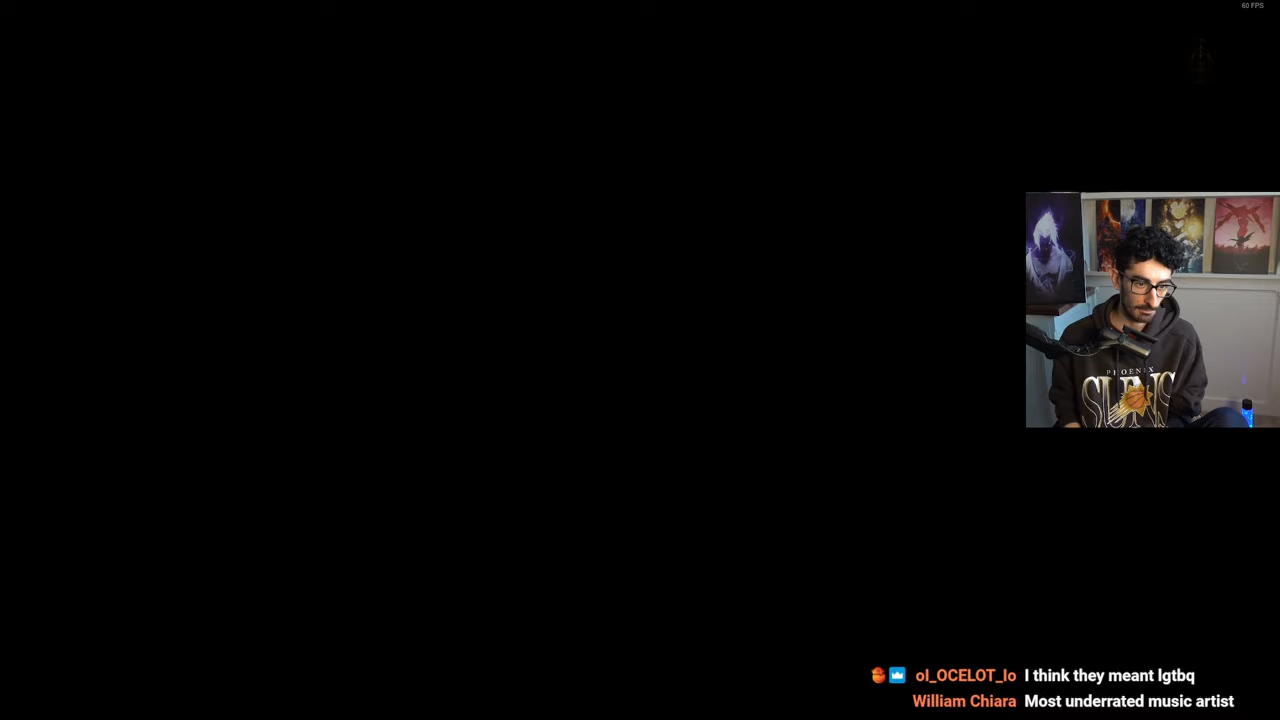 60 FPS
PHOENIX
SUNS
ol_OCELOT_lo I think they meant lgtbq
William Chiara Most underrated music artist